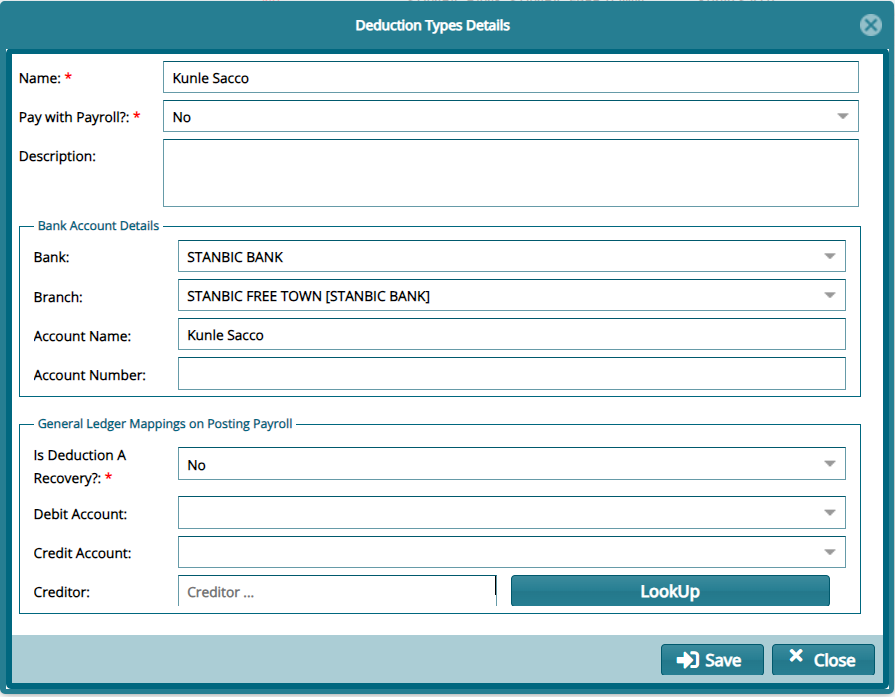 Deduction Types Details
Name: *
Kunle Sacco
Pay with Payroll?: *
No
Description:
Bank Account Details
Bank:
STANBIC BANK
Branch:
STANBIC FREE TOWN [STANBIC BANK]
Account Name:
Kunle Sacco
Account Number:
General Ledger Mappings on Posting Payroll
Is Deduction A
Recovery?: *
No
Debit Account:
Credit Account:
Creditor:
Creditor ...
LookUp
Save
Close